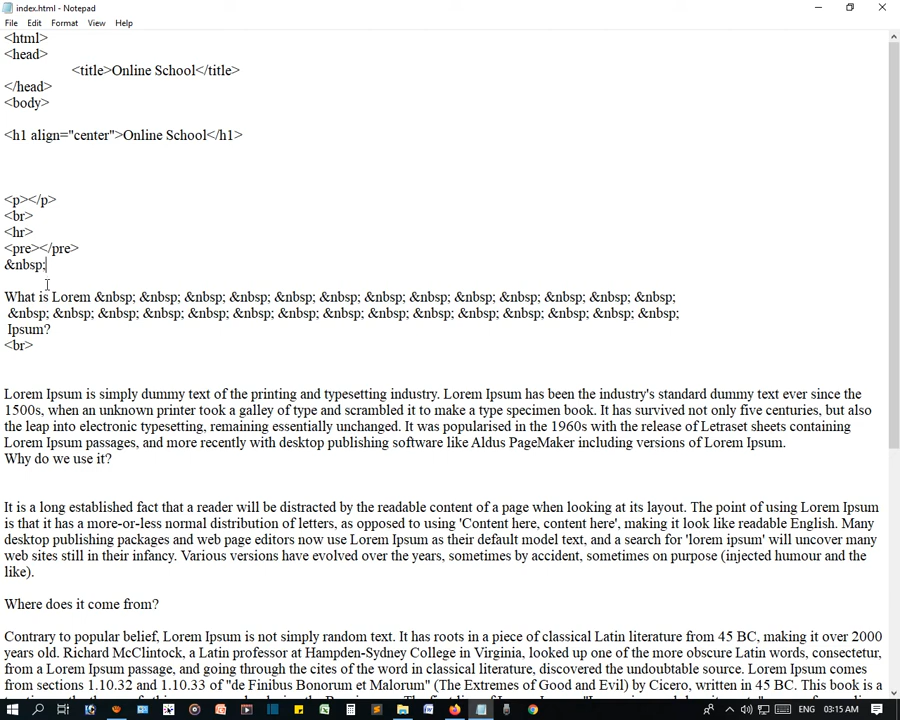 index.html - Notepad
File Edit Format View Help
<html>
<head>
<title>Online School</title>
</head>
<body>
<h1 align="center">Online School</h1>
<p></p>
<br>
<hr>
<pre></pre>
&nbsp;
What is Lorem &nbsp; &nbsp; &nbsp; &nbsp; &nbsp; &nbsp; &nbsp; &nbsp; &nbsp; &nbsp; &nbsp; &nbsp; &nbsp;
&nbsp; &nbsp; &nbsp; &nbsp; &nbsp; &nbsp; &nbsp; &nbsp; &nbsp; &nbsp; &nbsp; &nbsp; &nbsp; &nbsp; &nbsp;
Ipsum?
<br>
Lorem Ipsum is simply dummy text of the printing and typesetting industry. Lorem Ipsum has been the industry's standard dummy text ever since the
1500s, when an unknown printer took a galley of type and scrambled it to make a type specimen book. It has survived not only five centuries, but also
the leap into electronic typesetting, remaining essentially unchanged. It was popularised in the 1960s with the release of Letraset sheets containing
Lorem Ipsum passages, and more recently with desktop publishing software like Aldus PageMaker including versions of Lorem Ipsum.
Why do we use it?
It is a long established fact that a reader will be distracted by the readable content of a page when looking at its layout. The point of using Lorem Ipsum
is that it has a more-or-less normal distribution of letters, as opposed to using 'Content here, content here', making it look like readable English. Many
desktop publishing packages and web page editors now use Lorem Ipsum as their default model text, and a search for 'lorem ipsum' will uncover many
web sites still in their infancy. Various versions have evolved over the years, sometimes by accident, sometimes on purpose (injected humour and the
like).
Where does it come from?
Contrary to popular belief, Lorem Ipsum is not simply random text. It has roots in a piece of classical Latin literature from 45 BC, making it over 2000
years old. Richard McClintock, a Latin professor at Hampden-Sydney College in Virginia, looked up one of the more obscure Latin words, consectetur,
from a Lorem Ipsum passage, and going through the cites of the word in classical literature, discovered the undoubtable source. Lorem Ipsum comes
from sections 1.10.32 and 1.10.33 of "de Finibus Bonorum et Malorum" (The Extremes of Good and Evil) by Cicero, written in 45 BC. This book is a
ENG 03:15 AM